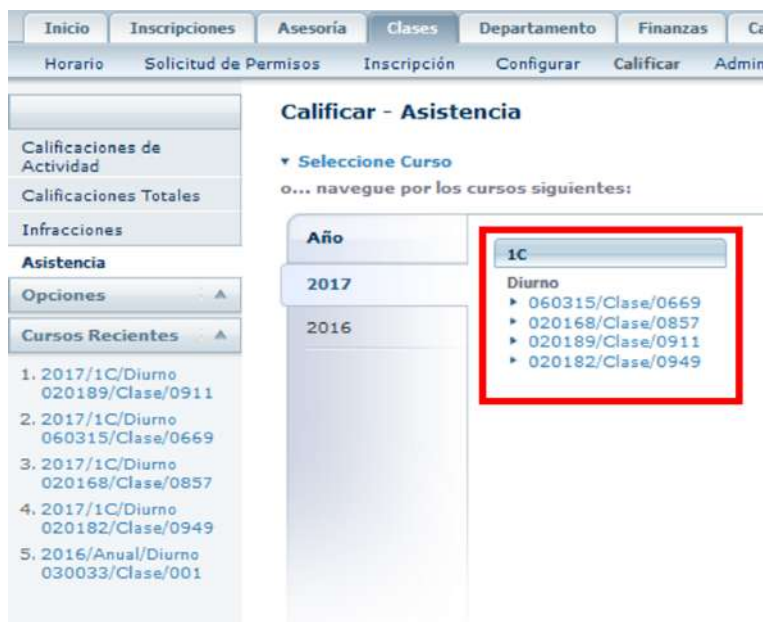 Inicio Inscripciones Asesoría Clases Departamento Finanzas
Horario Solicitud de Permisos Inscripción Configurar Calificar
Calificaciones de
Actividad
Calificaciones Totales
Infracciones
Asistencia
Opciones
Cursos Recientes
1. 2017/1C/Diurno
020189/Clase/0911
2. 2017/1C/Diurno
060315/Clase/0669
3. 2017/1C/Diurno
020168/Clase/0857
4. 2017/1C/Diurno
020182/Clase/0949
5. 2016/Anual/Diurno
030033/Clase/001
Calificar - Asistencia
Seleccione Curso
o... navegue por los cursos siguientes:
Año
2017
2016
1C
Diurno
060315/Clase/0669
020168/Clase/0857
020189/Clase/0911
020182/Clase/0949